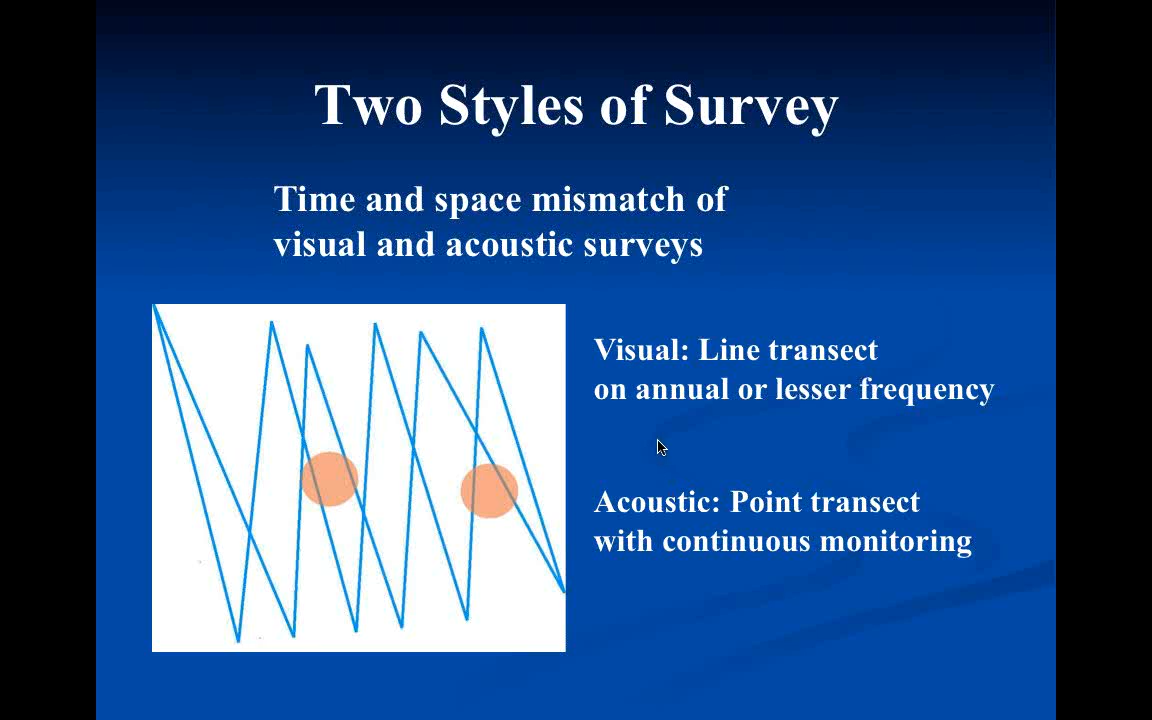 Two Styles of Survey
Time and space mismatch of
visual and acoustic surveys
Visual: Line transect
on annual or lesser frequency
Acoustic: Point transect
with continuous monitoring